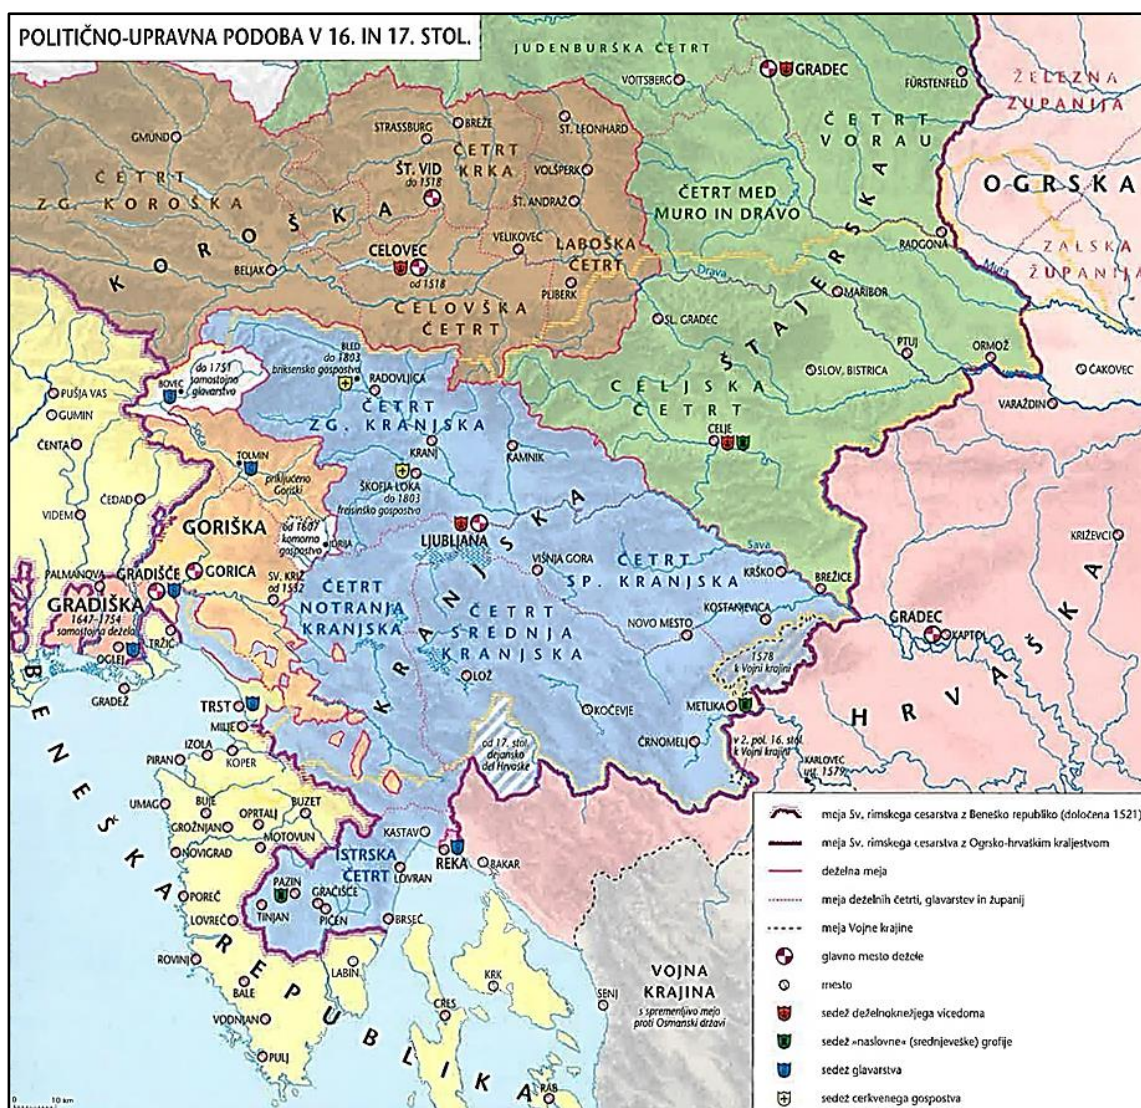 POLITIČNO-UPRAVNA PODOBA V 16. IN 17. STOL.
JUDENBURŠKA ČETRT
VOITSBERG
GRADEC
FÜRSTENFELD
ŽELEZNA
ŽUPANIJA
ČETRT
VORAU
GMÜND
STRASSBURG
BREŽE
ST. LEONHARD
ČETRT
KRKA
ČETRT
ZG. KOROŠKA
ŠT. VID
do 1518
VOLŠPERK
ŠT. ANDRAŽ
ČETRT MED
MURO IN DRAVO
OGRSKA
KOROŠKA
VELIKOVEC
LABOŠKA
ČETRT
RADGONA
ZALSKA
ŽUPANIJA
CELOVEC
od 1518
BELJAK
PLIBERK
Drava
Mura
MARIBOR
CELOVŠKA
ČETRT
ŠTAJERSKA
SL. GRADEC
PTUJ
ORMOŽ
SLOV. BISTRICA
ČAKOVEC
VARAŽDIN
BLED
do 1803
briksensko gospostvo
do 1751
samostojno
glavarstvo
BOVEC
RADOVLJICA
PUŠJA VAS
GUMIN
ČENTA
ČETRT
ZG. KRANJSKA
CELJSKA
ČETRT
CELJE
KRANJ
KAMNIK
Soča
TOLMIN
priključeno
Goriški
ŠKOFJA LOKA
do 1803
freisinško gospostvo
ČEDAD
VIDEM
GORIŠKA
od 1607
komorno
gospostvo
IDRIJA
LJUBLJANA
KRANJSKA
KRIŽEVCI
Sava
VIŠNJA GORA
ČETRT
SP. KRANJSKA
KRŠKO
BREŽICE
PALMANOVA
GRADIŠČE
GORICA
SV. KRIŽ
od 1532
GRADIŠKA
1647–1754
samostojna dežela
OGLEJ
TRŽIČ
ČETRT
NOTRANJA
KRANJSKA
ČETRT
SREDNJA
KRANJSKA
KOSTANJEVICA
NOVO MESTO
GRADEC
KAPTOL
HRVAŠKA
1578
k Vojni krajini
GRADEŽ
LOŽ
KOČEVJE
METLIKA
ČRNOMELJ
TRST
MILJE
od 17. stol.
dejansko
del Hrvaške
v 2. pol. 16. stol.
k Vojni krajini
KARLOVEC
ust. 1579
IZOLA
KOPER
PIRAN
UMAG
BUJE
OPRTALJ
BUZET
GROŽNJAN
MOTOVUN
NOVIGRAD
KASTAV
REKA
BAKAR
ISTRSKA
ČETRT
LOVRAN
PAZIN
GRAČIŠČE
POREČ
TINJAN
PIČEN
BRSEČ
LOVREČ
ROVINJ
LABIN
BALE
VODNJAN
PULJ
KRK
CRES
RAB
SENJ
BENEŠKA REPUBLIKA
VOJNA
KRAJINA
s spremenljivo mejo
proti Osmanski državi
meja Sv. rimskega cesarstva z Beneško republiko (določena 1521)
meja Sv. rimskega cesarstva z Ogrsko-hrvaškim kraljestvom
deželna meja
meja deželnih četrti, glavarstev in županij
meja Vojne krajine
glavno mesto dežele
mesto
sedež deželnoknežjega vicedoma
sedež »naslovne« (srednjeveške) grofije
sedež glavarstva
sedež cerkvenega gospostva
0 10 km